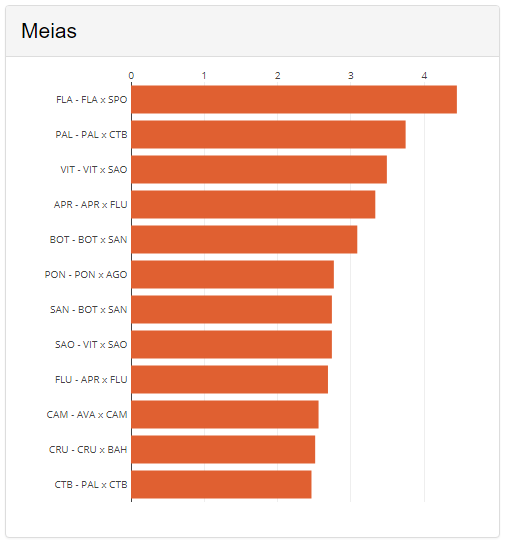 Meias
0 1 2 3 4
FLA - FLA x SPO
PAL - PAL x CTB
VIT - VIT x SAO
APR - APR x FLU
BOT - BOT x SAN
PON - PON x AGO
SAN - BOT x SAN
SAO - VIT x SAO
FLU - APR x FLU
CAM - AVA x CAM
CRU - CRU x BAH
CTB - PAL x CTB